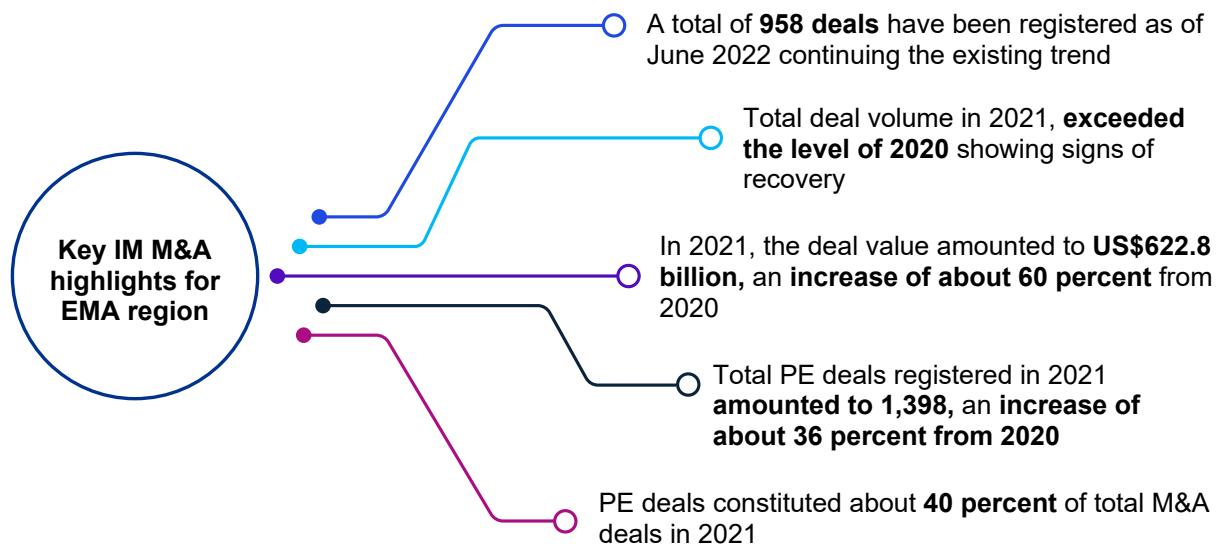 Key IM M&A
highlights for
EMA region
A total of 958 deals have been registered as of
June 2022 continuing the existing trend
Total deal volume in 2021, exceeded
the level of 2020 showing signs of
recovery
In 2021, the deal value amounted to US$622.8
billion, an increase of about 60 percent from
2020
Total PE deals registered in 2021
amounted to 1,398, an increase of
about 36 percent from 2020
PE deals constituted about 40 percent of total M&A
deals in 2021